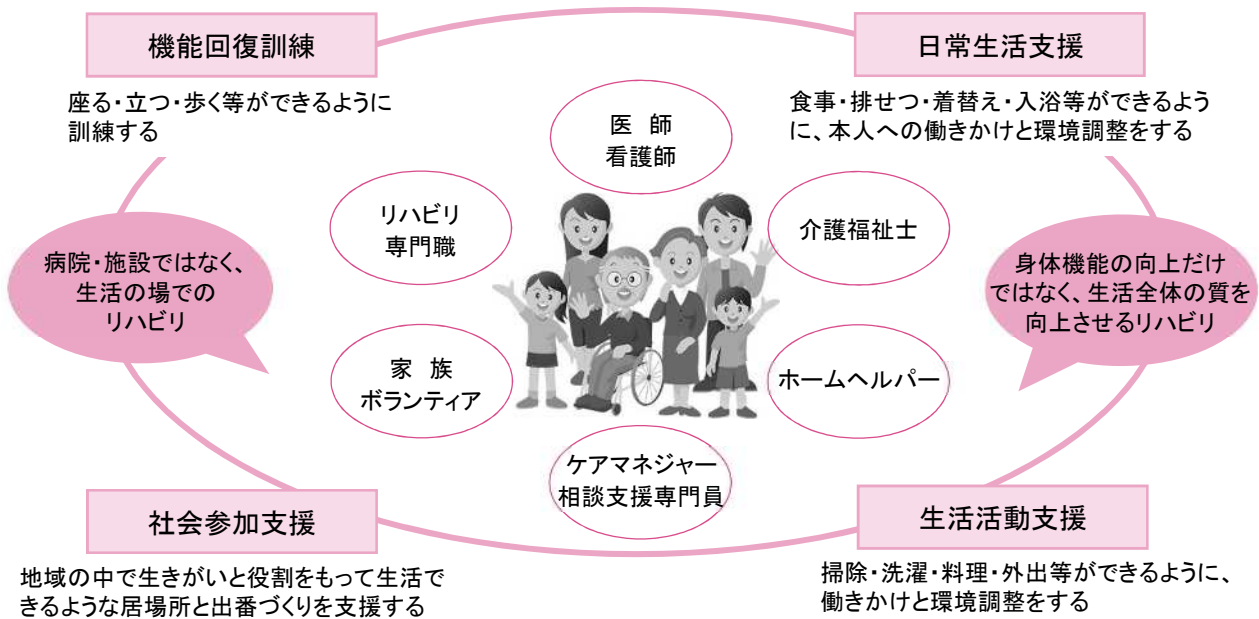 機能回復訓練
座る・立つ・歩く等ができるように
訓練する
日常生活支援
食事・排せつ・着替え・入浴等ができるよう
に、本人への働きかけと環境調整をする
医 師
看護師
リハビリ
専門職
介護福祉士
病院・施設ではなく、
生活の場での
リハビリ
身体機能の向上だけ
ではなく、生活全体の質を
向上させるリハビリ
家 族
ボランティア
ホームヘルパー
ケアマネジャー
相談支援専門員
社会参加支援
地域の中で生きがいと役割をもって生活で
きるような居場所と出番づくりを支援する
生活活動支援
掃除・洗濯・料理・外出等ができるように、
働きかけと環境調整をする